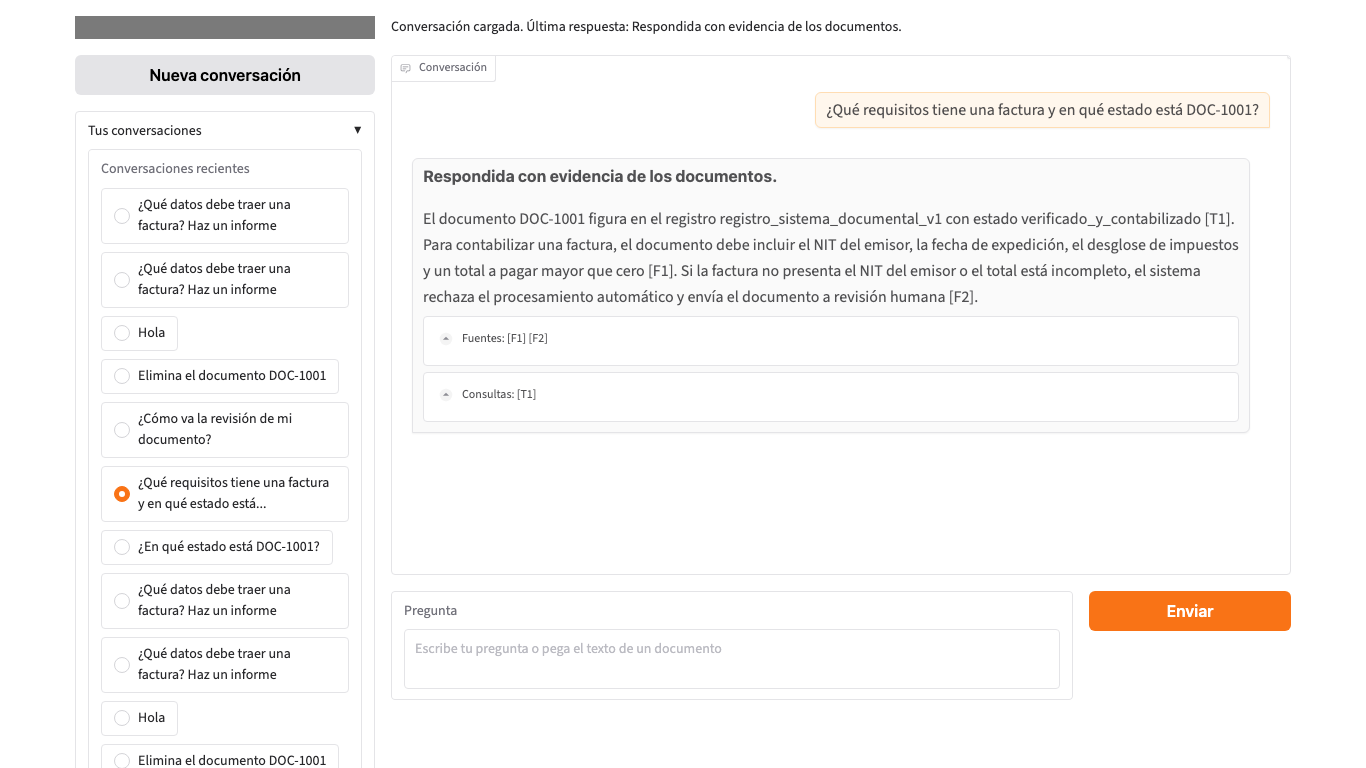 Conversación cargada. Última respuesta: Respondida con evidencia de los documentos.
Nueva conversación
Tus conversaciones
Conversaciones recientes
¿Qué datos debe traer una
factura? Haz un informe
¿Qué datos debe traer una
factura? Haz un informe
Hola
Elimina el documento DOC-1001
¿Cómo va la revisión de mi
documento?
¿Qué requisitos tiene una factura
y en qué estado está...
¿En qué estado está DOC-1001?
¿Qué datos debe traer una
factura? Haz un informe
¿Qué datos debe traer una
factura? Haz un informe
Hola
Elimina el documento DOC-1001
Conversación
¿Qué requisitos tiene una factura y en qué estado está DOC-1001?
Respondida con evidencia de los documentos.
El documento DOC-1001 figura en el registro registro_sistema_documental_v1 con estado verificado_y_contabilizado [T1].
Para contabilizar una factura, el documento debe incluir el NIT del emisor, la fecha de expedición, el desglose de impuestos
y un total a pagar mayor que cero [F1]. Si la factura no presenta el NIT del emisor o el total está incompleto, el sistema
rechaza el procesamiento automático y envía el documento a revisión humana [F2].
Fuentes: [F1] [F2]
Consultas: [T1]
Pregunta
Escribe tu pregunta o pega el texto de un documento
Enviar